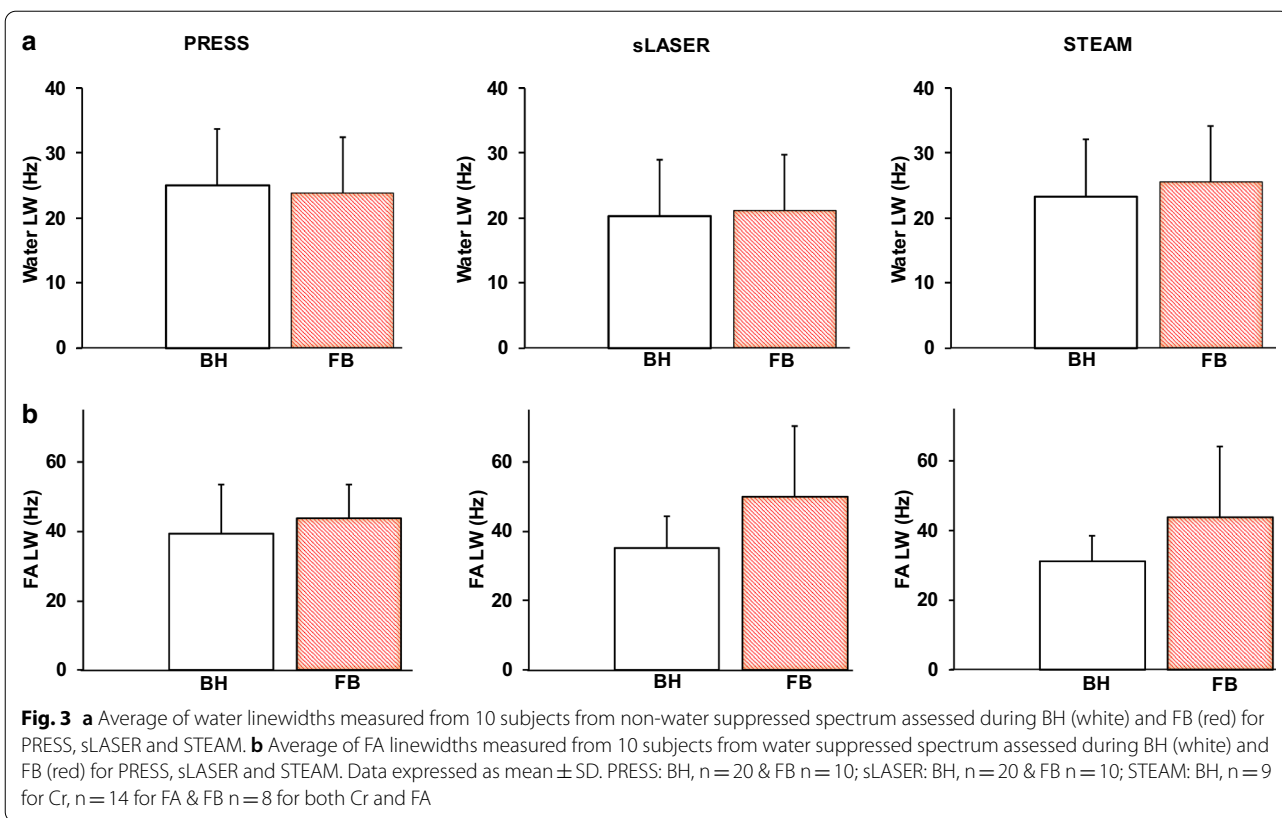 a
PRESS
sLASER
STEAM
40
30
20
10
0
Water LW (Hz)
BH
FB
40
30
20
10
0
Water LW (Hz)
BH
FB
40
30
20
10
0
Water LW (Hz)
BH
FB
b
60
40
20
0
FA LW (Hz)
BH
FB
60
40
20
0
FA LW (Hz)
BH
FB
60
40
20
0
FA LW (Hz)
BH
FB
Fig. 3 a Average of water linewidths measured from 10 subjects from non-water suppressed spectrum assessed during BH (white) and FB (red) for
PRESS, sLASER and STEAM. b Average of FA linewidths measured from 10 subjects from water suppressed spectrum assessed during BH (white) and
FB (red) for PRESS, sLASER and STEAM. Data expressed as mean ± SD. PRESS: BH, n = 20 & FB n = 10; sLASER: BH, n = 20 & FB n = 10; STEAM: BH, n = 9
for Cr, n = 14 for FA & FB n = 8 for both Cr and FA